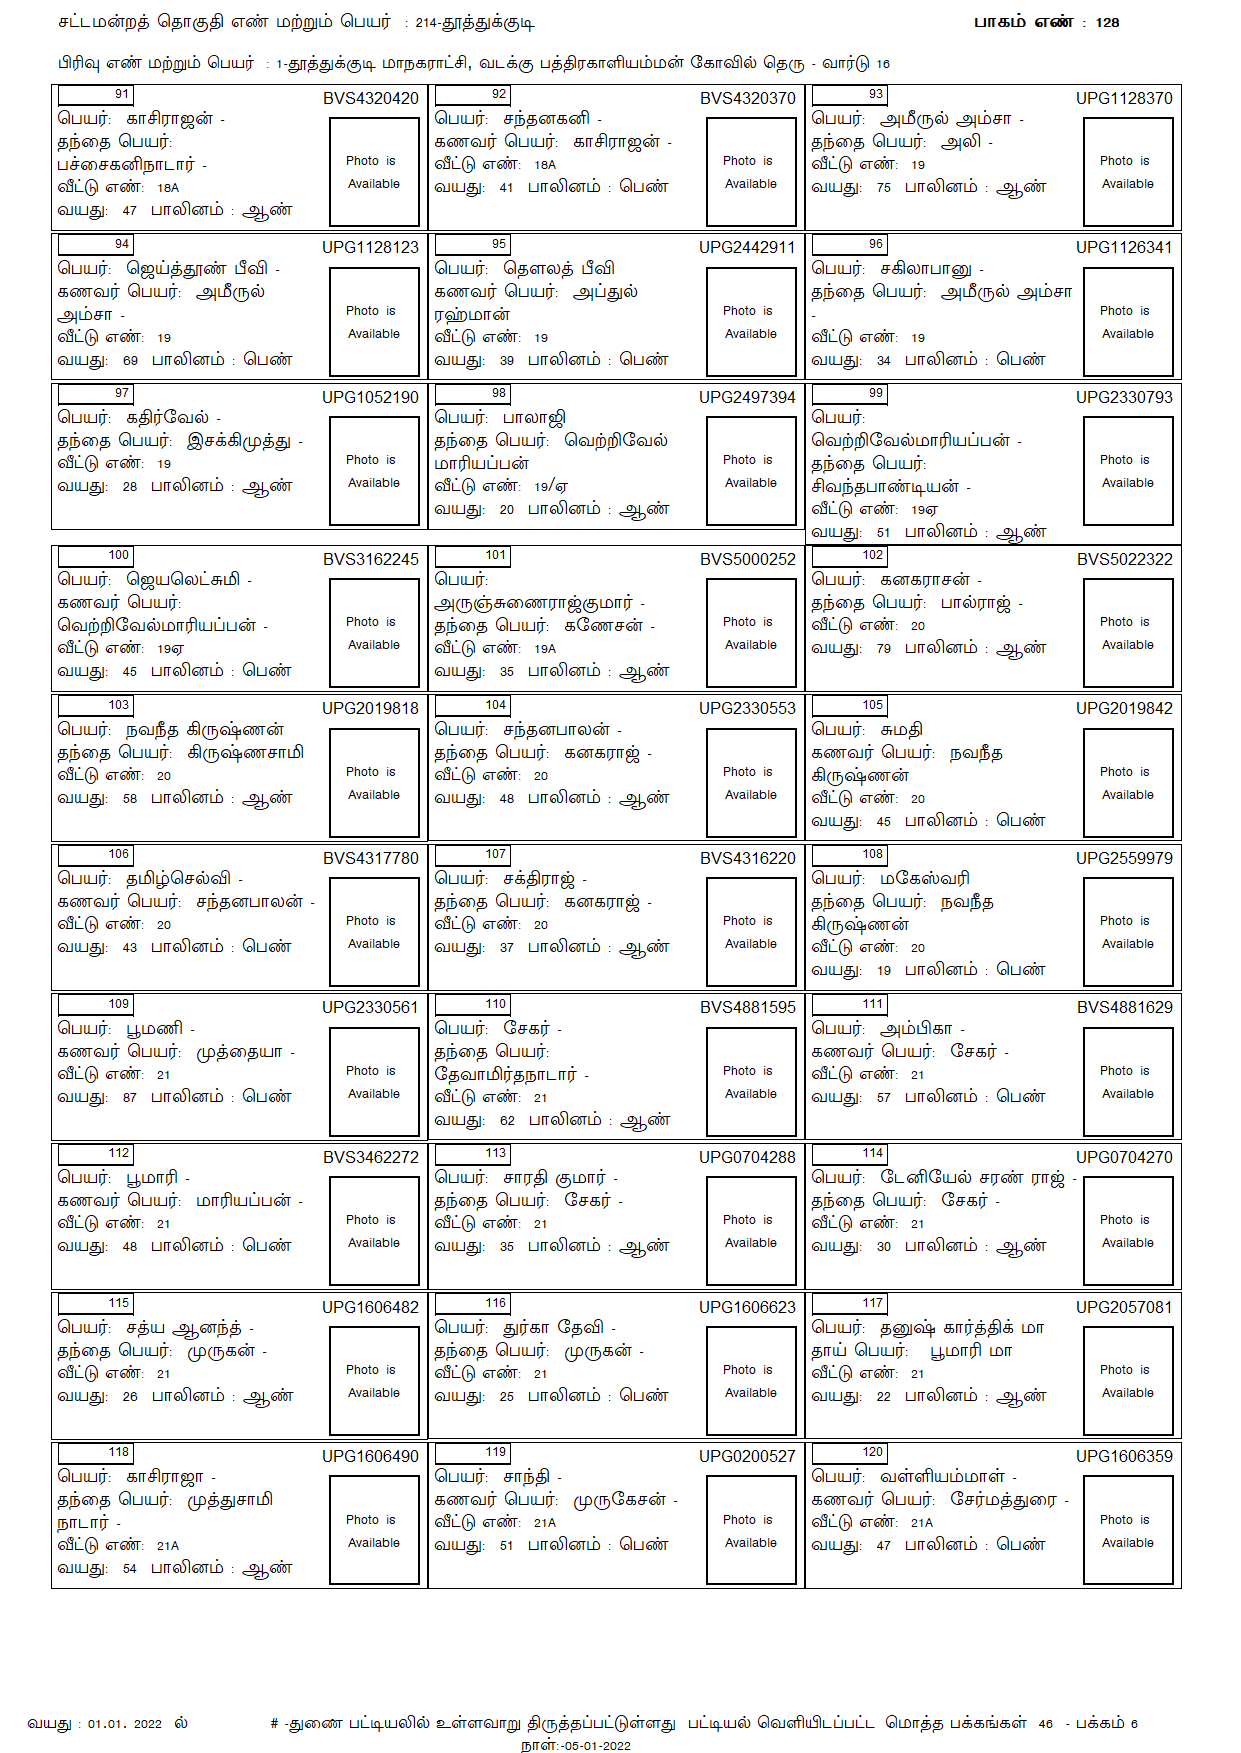 சட்டமன்றத் தொகுதி எண் மற்றும் பெயர் : 214-தூத்துக்குடி பாகம் எண் : 128
பிரிவு எண் மற்றும் பெயர் : 1-தூத்துக்குடி மாநகராட்சி, வடக்கு பத்திரகாளியம்மன் கோவில் தெரு - வார்டு 16
91 BVS4320420
பெயர்: காசிராஜன் -
தந்தை பெயர்:
பச்சைகனிநாடார் -
வீட்டு எண்: 18A
வயது: 47 பாலினம் : ஆண்
Photo is
Available
92 BVS4320370
பெயர்: சந்தனகனி -
கணவர் பெயர்: காசிராஜன் -
வீட்டு எண்: 18A
வயது: 41 பாலினம் : பெண்
Photo is
Available
93 UPG1128370
பெயர்: அமீருல் அம்சா -
தந்தை பெயர்: அலி -
வீட்டு எண்: 19
வயது: 75 பாலினம் : ஆண்
Photo is
Available
94 UPG1128123
பெயர்: ஜெய்த்தூண் பீவி -
கணவர் பெயர்: அமீருல்
அம்சா -
வீட்டு எண்: 19
வயது: 69 பாலினம் : பெண்
Photo is
Available
95 UPG2442911
பெயர்: தௌலத் பீவி
கணவர் பெயர்: அப்துல்
ரஹ்மான்
வீட்டு எண்: 19
வயது: 39 பாலினம் : பெண்
Photo is
Available
96 UPG1126341
பெயர்: சகிலாபானு -
தந்தை பெயர்: அமீருல் அம்சா
-
வீட்டு எண்: 19
வயது: 34 பாலினம் : பெண்
Photo is
Available
97 UPG1052190
பெயர்: கதிர்வேல் -
தந்தை பெயர்: இசக்கிமுத்து -
வீட்டு எண்: 19
வயது: 28 பாலினம் : ஆண்
Photo is
Available
98 UPG2497394
பெயர்: பாலாஜி
தந்தை பெயர்: வெற்றிவேல்
மாரியப்பன்
வீட்டு எண்: 19/ஏ
வயது: 20 பாலினம் : ஆண்
Photo is
Available
99 UPG2330793
பெயர்:
வெற்றிவேல்மாரியப்பன் -
தந்தை பெயர்:
சிவந்தபாண்டியன் -
வீட்டு எண்: 19ஏ
வயது: 51 பாலினம் : ஆண்
Photo is
Available
100 BVS3162245
பெயர்: ஜெயலெட்சுமி -
கணவர் பெயர்:
வெற்றிவேல்மாரியப்பன் -
வீட்டு எண்: 19ஏ
வயது: 45 பாலினம் : பெண்
Photo is
Available
101 BVS5000252
பெயர்:
அருஞ்சுணைராஜ்குமார் -
தந்தை பெயர்: கணேசன் -
வீட்டு எண்: 19A
வயது: 35 பாலினம் : ஆண்
Photo is
Available
102 BVS5022322
பெயர்: கனகராசன் -
தந்தை பெயர்: பால்ராஜ் -
வீட்டு எண்: 20
வயது: 79 பாலினம் : ஆண்
Photo is
Available
103 UPG2019818
பெயர்: நவநீத கிருஷ்ணன்
தந்தை பெயர்: கிருஷ்ணசாமி
வீட்டு எண்: 20
வயது: 58 பாலினம் : ஆண்
Photo is
Available
104 UPG2330553
பெயர்: சந்தனபாலன் -
தந்தை பெயர்: கனகராஜ் -
வீட்டு எண்: 20
வயது: 48 பாலினம் : ஆண்
Photo is
Available
105 UPG2019842
பெயர்: சுமதி
கணவர் பெயர்: நவநீத
கிருஷ்ணன்
வீட்டு எண்: 20
வயது: 45 பாலினம் : பெண்
Photo is
Available
106 BVS4317780
பெயர்: தமிழ்செல்வி -
கணவர் பெயர்: சந்தனபாலன் -
வீட்டு எண்: 20
வயது: 43 பாலினம் : பெண்
Photo is
Available
107 BVS4316220
பெயர்: சக்திராஜ் -
தந்தை பெயர்: கனகராஜ் -
வீட்டு எண்: 20
வயது: 37 பாலினம் : ஆண்
Photo is
Available
108 UPG2559979
பெயர்: மகேஸ்வரி
தந்தை பெயர்: நவநீத
கிருஷ்ணன்
வீட்டு எண்: 20
வயது: 19 பாலினம் : பெண்
Photo is
Available
109 UPG2330561
பெயர்: பூமணி -
கணவர் பெயர்: முத்தையா -
வீட்டு எண்: 21
வயது: 87 பாலினம் : பெண்
Photo is
Available
110 BVS4881595
பெயர்: சேகர் -
தந்தை பெயர்:
தேவாமிர்தநாடார் -
வீட்டு எண்: 21
வயது: 62 பாலினம் : ஆண்
Photo is
Available
111 BVS4881629
பெயர்: அம்பிகா -
கணவர் பெயர்: சேகர் -
வீட்டு எண்: 21
வயது: 57 பாலினம் : பெண்
Photo is
Available
112 BVS3462272
பெயர்: பூமாரி -
கணவர் பெயர்: மாரியப்பன் -
வீட்டு எண்: 21
வயது: 48 பாலினம் : பெண்
Photo is
Available
113 UPG0704288
பெயர்: சாரதி குமார் -
தந்தை பெயர்: சேகர் -
வீட்டு எண்: 21
வயது: 35 பாலினம் : ஆண்
Photo is
Available
114 UPG0704270
பெயர்: டேனியேல் சரண் ராஜ் -
தந்தை பெயர்: சேகர் -
வீட்டு எண்: 21
வயது: 30 பாலினம் : ஆண்
Photo is
Available
115 UPG1606482
பெயர்: சத்ய ஆனந்த் -
தந்தை பெயர்: முருகன் -
வீட்டு எண்: 21
வயது: 26 பாலினம் : ஆண்
Photo is
Available
116 UPG1606623
பெயர்: துர்கா தேவி -
தந்தை பெயர்: முருகன் -
வீட்டு எண்: 21
வயது: 25 பாலினம் : பெண்
Photo is
Available
117 UPG2057081
பெயர்: தனுஷ் கார்த்திக் மா
தாய் பெயர்: பூமாரி மா
வீட்டு எண்: 21
வயது: 22 பாலினம் : ஆண்
Photo is
Available
118 UPG1606490
பெயர்: காசிராஜா -
தந்தை பெயர்: முத்துசாமி
நாடார் -
வீட்டு எண்: 21A
வயது: 54 பாலினம் : ஆண்
Photo is
Available
119 UPG0200527
பெயர்: சாந்தி -
கணவர் பெயர்: முருகேசன் -
வீட்டு எண்: 21A
வயது: 51 பாலினம் : பெண்
Photo is
Available
120 UPG1606359
பெயர்: வள்ளியம்மாள் -
கணவர் பெயர்: சேர்மத்துரை -
வீட்டு எண்: 21A
வயது: 47 பாலினம் : பெண்
Photo is
Available
வயது : 01.01. 2022 ல் # -துணை பட்டியலில் உள்ளவாறு திருத்தப்பட்டுள்ளது பட்டியல் வெளியிடப்பட்ட மொத்த பக்கங்கள் 46 - பக்கம் 6
நாள்:-05-01-2022